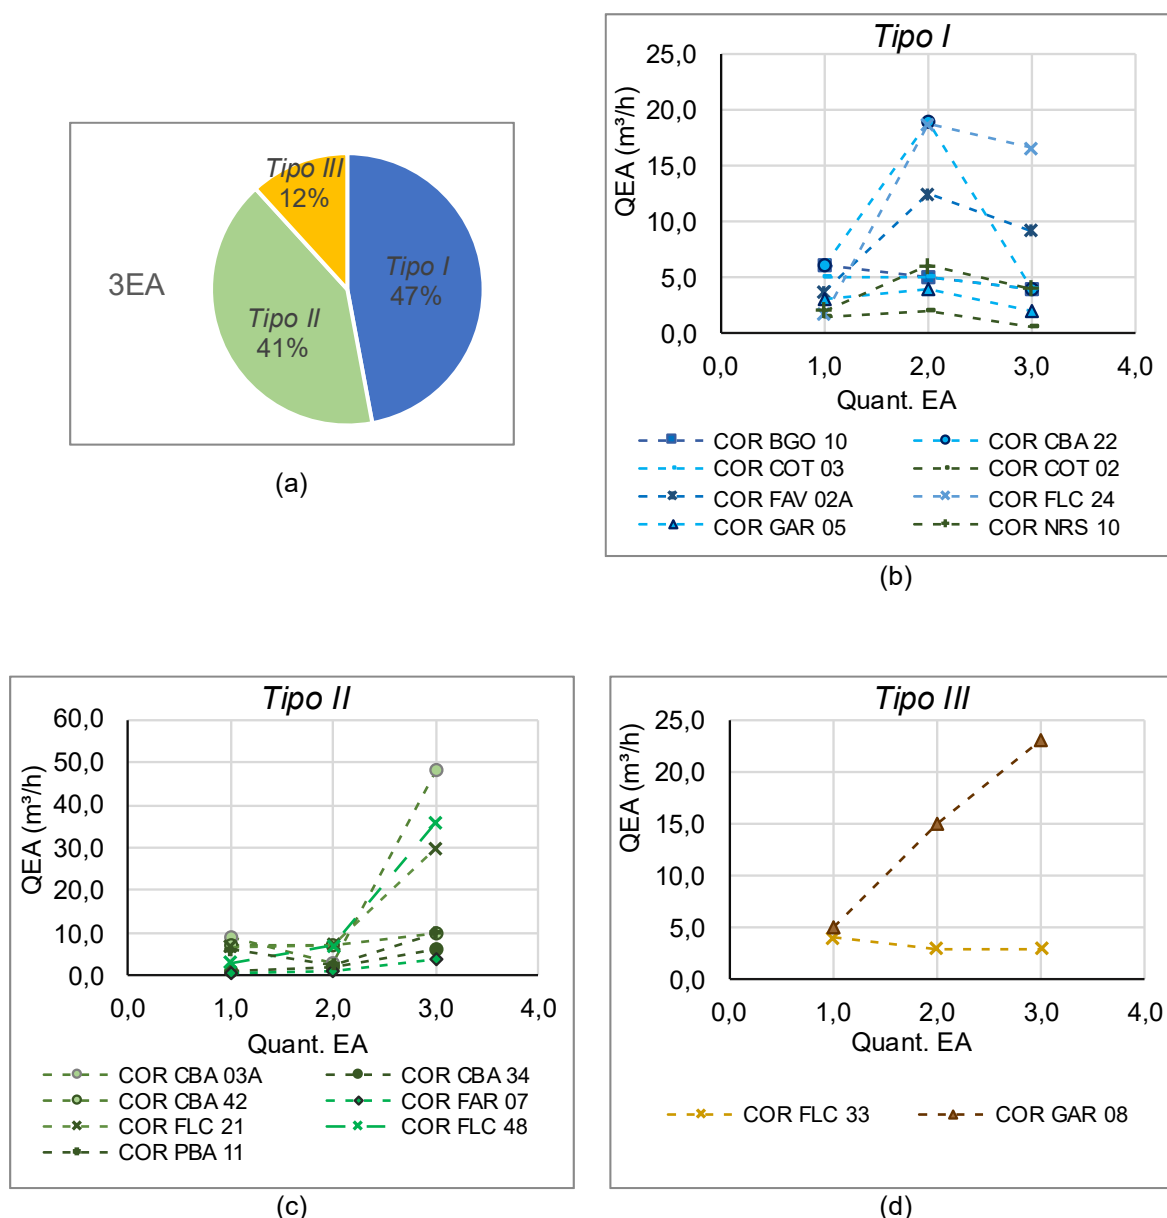 3EA
Tipo III
12%
Tipo I
47%
Tipo II
41%
(a)
Tipo I
QEA (m³/h)
25,0
20,0
15,0
10,0
5,0
0,0
0,0 1,0 2,0 3,0 4,0
Quant. EA
COR BGO 10 COR CBA 22
COR COT 03 COR COT 02
COR FAV 02A COR FLC 24
COR GAR 05 COR NRS 10
(b)
Tipo II
QEA (m³/h)
60,0
50,0
40,0
30,0
20,0
10,0
0,0
0,0 1,0 2,0 3,0 4,0
Quant. EA
COR CBA 03A COR CBA 34
COR CBA 42 COR FAR 07
COR FLC 21 COR FLC 48
COR PBA 11
(c)
Tipo III
QEA (m³/h)
25,0
20,0
15,0
10,0
5,0
0,0
0,0 1,0 2,0 3,0 4,0
Quant. EA
COR FLC 33 COR GAR 08
(d)